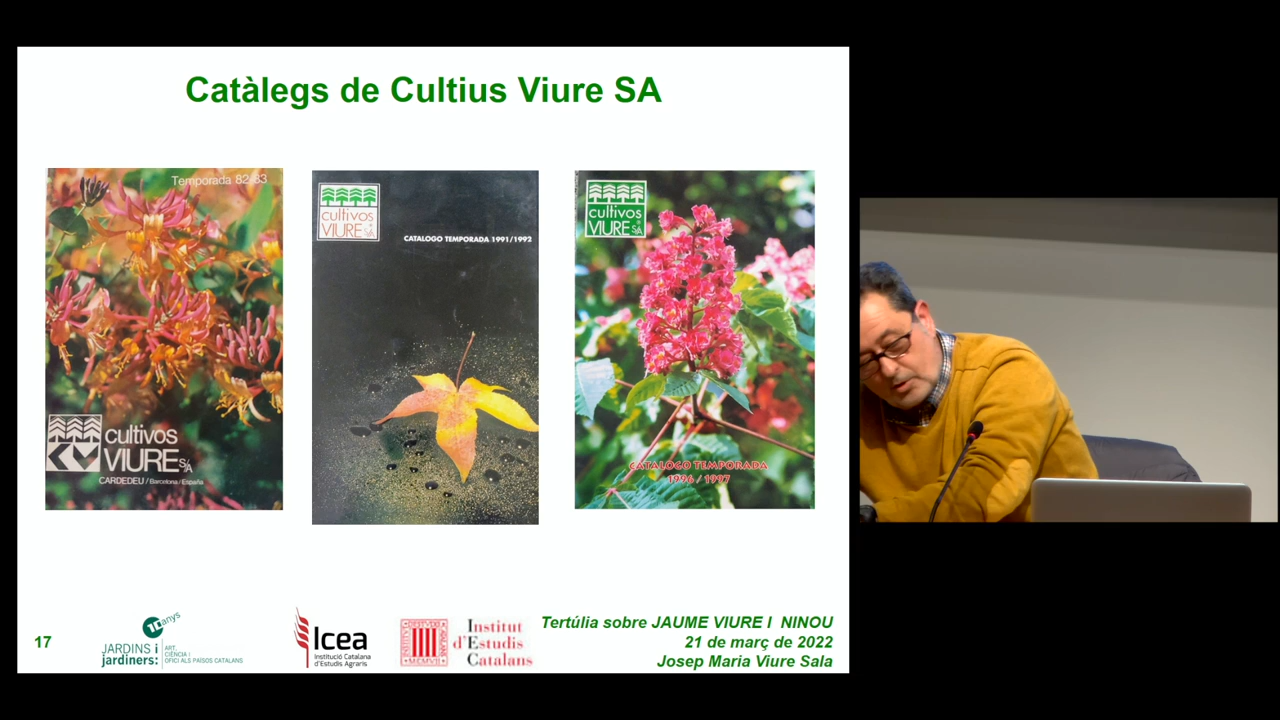 Catàlegs de Cultius Viure SA
Temporada 82/83
cultivos
VIURE S/A
CARDEDEU / Barcelona / España
cultivos
VIURE S/A
CATALOGO TEMPORADA 1991/1992
cultivos
VIURE S/A
CATALOGO TEMPORADA
1996 / 1997
17
10 anys
JARDINS i
jardiners:
ART,
CIÈNCIA i
OFICI ALS PAÏSOS CATALANS
Icea
Institució Catalana
d'Estudis Agraris
MCMVII
Institut
d'Estudis
Catalans
Tertúlia sobre JAUME VIURE I NINOU
21 de març de 2022
Josep Maria Viure Sala